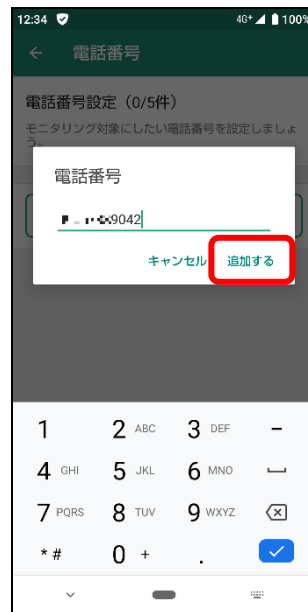 12:34
4G+ 100%
← 電話番号
電話番号設定（0/5件）
モニタリング対象にしたい電話番号を設定しましょ
う。
電話番号
9042
キャンセル 追加する
1 2 ABC 3 DEF -
4 GHI 5 JKL 6 MNO
7 PQRS 8 TUV 9 WXYZ
* # 0 + .